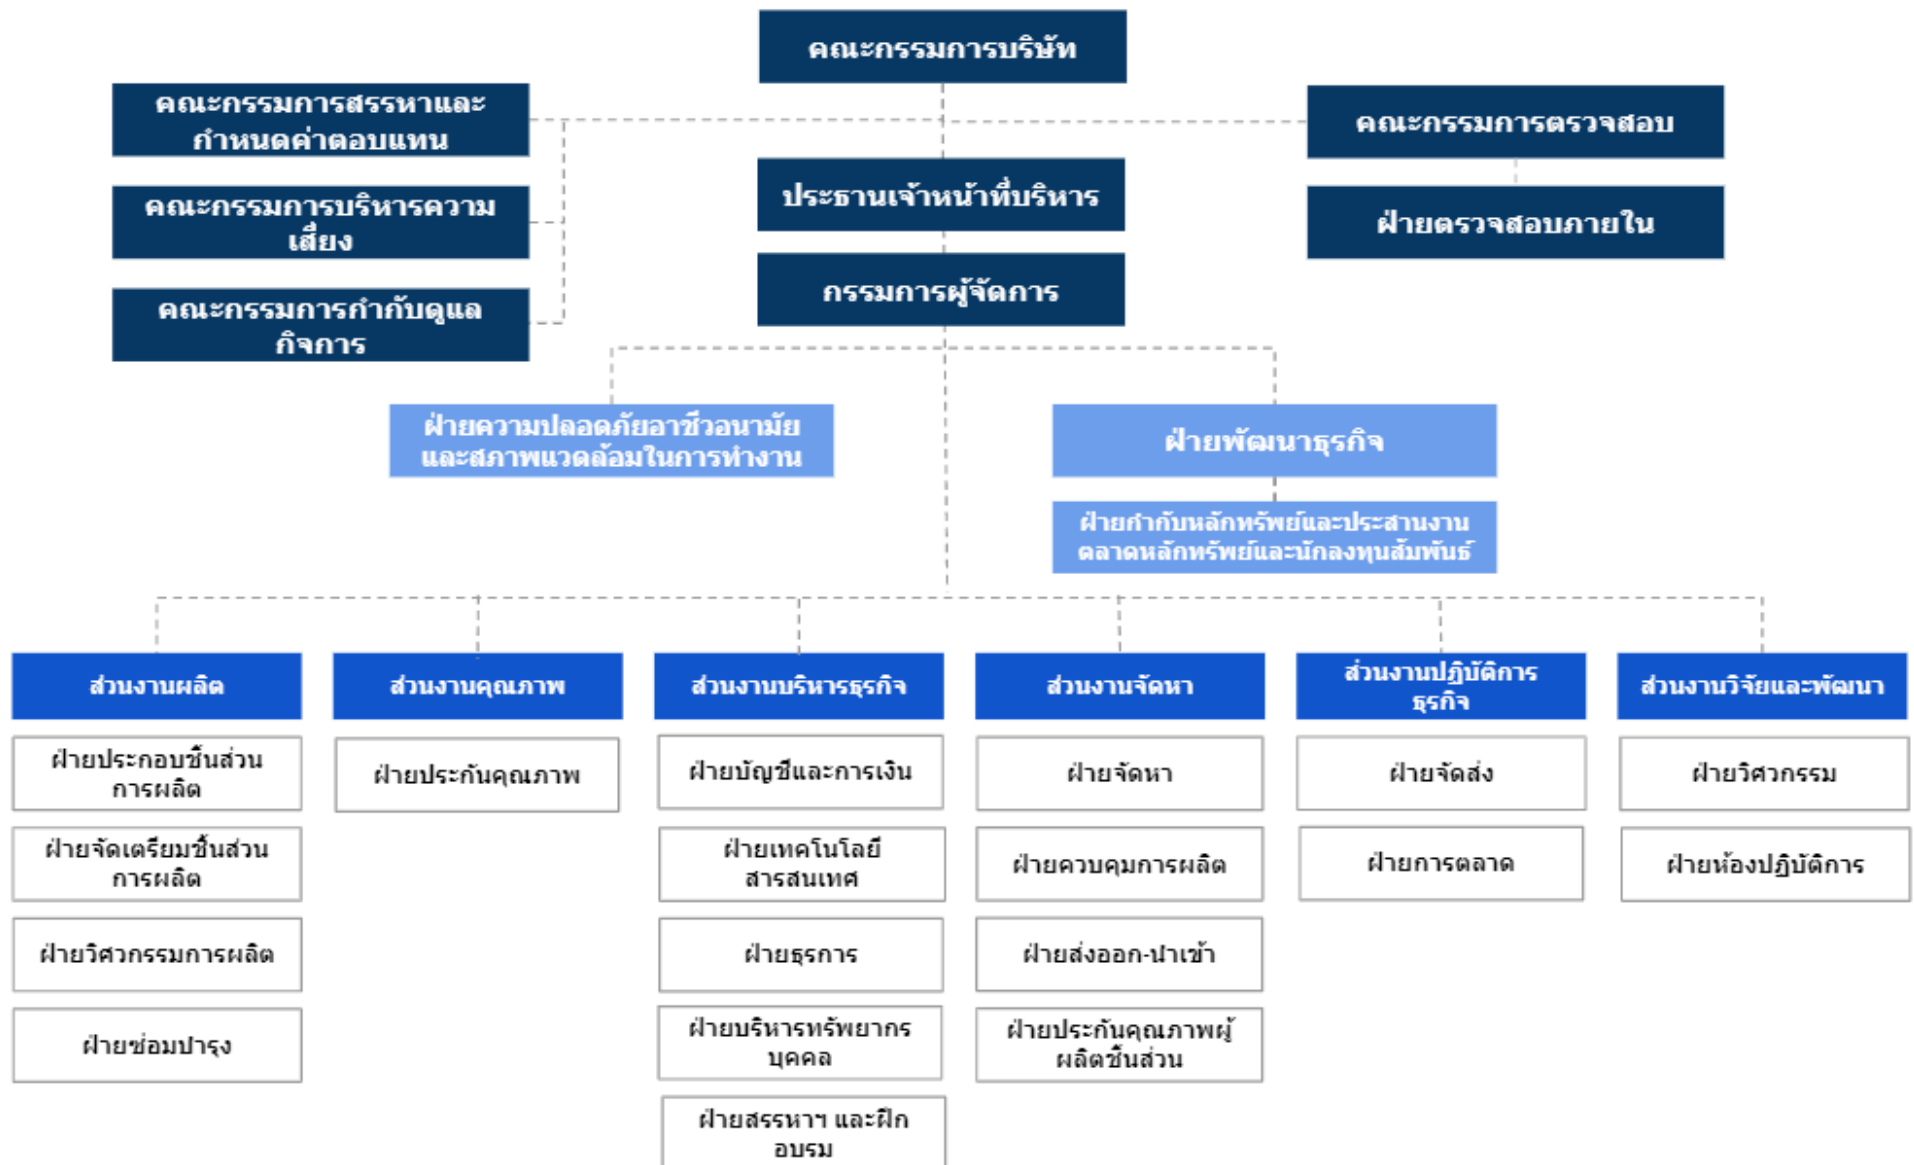 คณะกรรมการบริษัท
คณะกรรมการสรรหาและ
กำหนดค่าตอบแทน
คณะกรรมการตรวจสอบ
ประธานเจ้าหน้าที่บริหาร
คณะกรรมการบริหารความ
เสี่ยง
ฝ่ายตรวจสอบภายใน
กรรมการผู้จัดการ
คณะกรรมการกำกับดูแล
กิจการ
ฝ่ายความปลอดภัยอาชีวอนามัย
และสภาพแวดล้อมในการทำงาน
ฝ่ายพัฒนาธุรกิจ
ฝ่ายกำกับหลักทรัพย์และประสานงาน
ตลาดหลักทรัพย์และนักลงทุนสัมพันธ์
ส่วนงานผลิต
ฝ่ายประกอบชิ้นส่วน
การผลิต
ฝ่ายจัดเตรียมชิ้นส่วน
การผลิต
ฝ่ายวิศวกรรมการผลิต
ฝ่ายซ่อมบำรุง
ส่วนงานคุณภาพ
ฝ่ายประกันคุณภาพ
ส่วนงานบริหารธุรกิจ
ฝ่ายบัญชีและการเงิน
ฝ่ายเทคโนโลยี
สารสนเทศ
ฝ่ายธุรการ
ฝ่ายบริหารทรัพยากร
บุคคล
ฝ่ายสรรหาฯ และฝึก
อบรม
ส่วนงานจัดหา
ฝ่ายจัดหา
ฝ่ายควบคุมการผลิต
ฝ่ายส่งออก-นำเข้า
ฝ่ายประกันคุณภาพผู้
ผลิตชิ้นส่วน
ส่วนงานปฏิบัติการ
ธุรกิจ
ฝ่ายจัดส่ง
ฝ่ายการตลาด
ส่วนงานวิจัยและพัฒนา
ฝ่ายวิศวกรรม
ฝ่ายห้องปฏิบัติการ